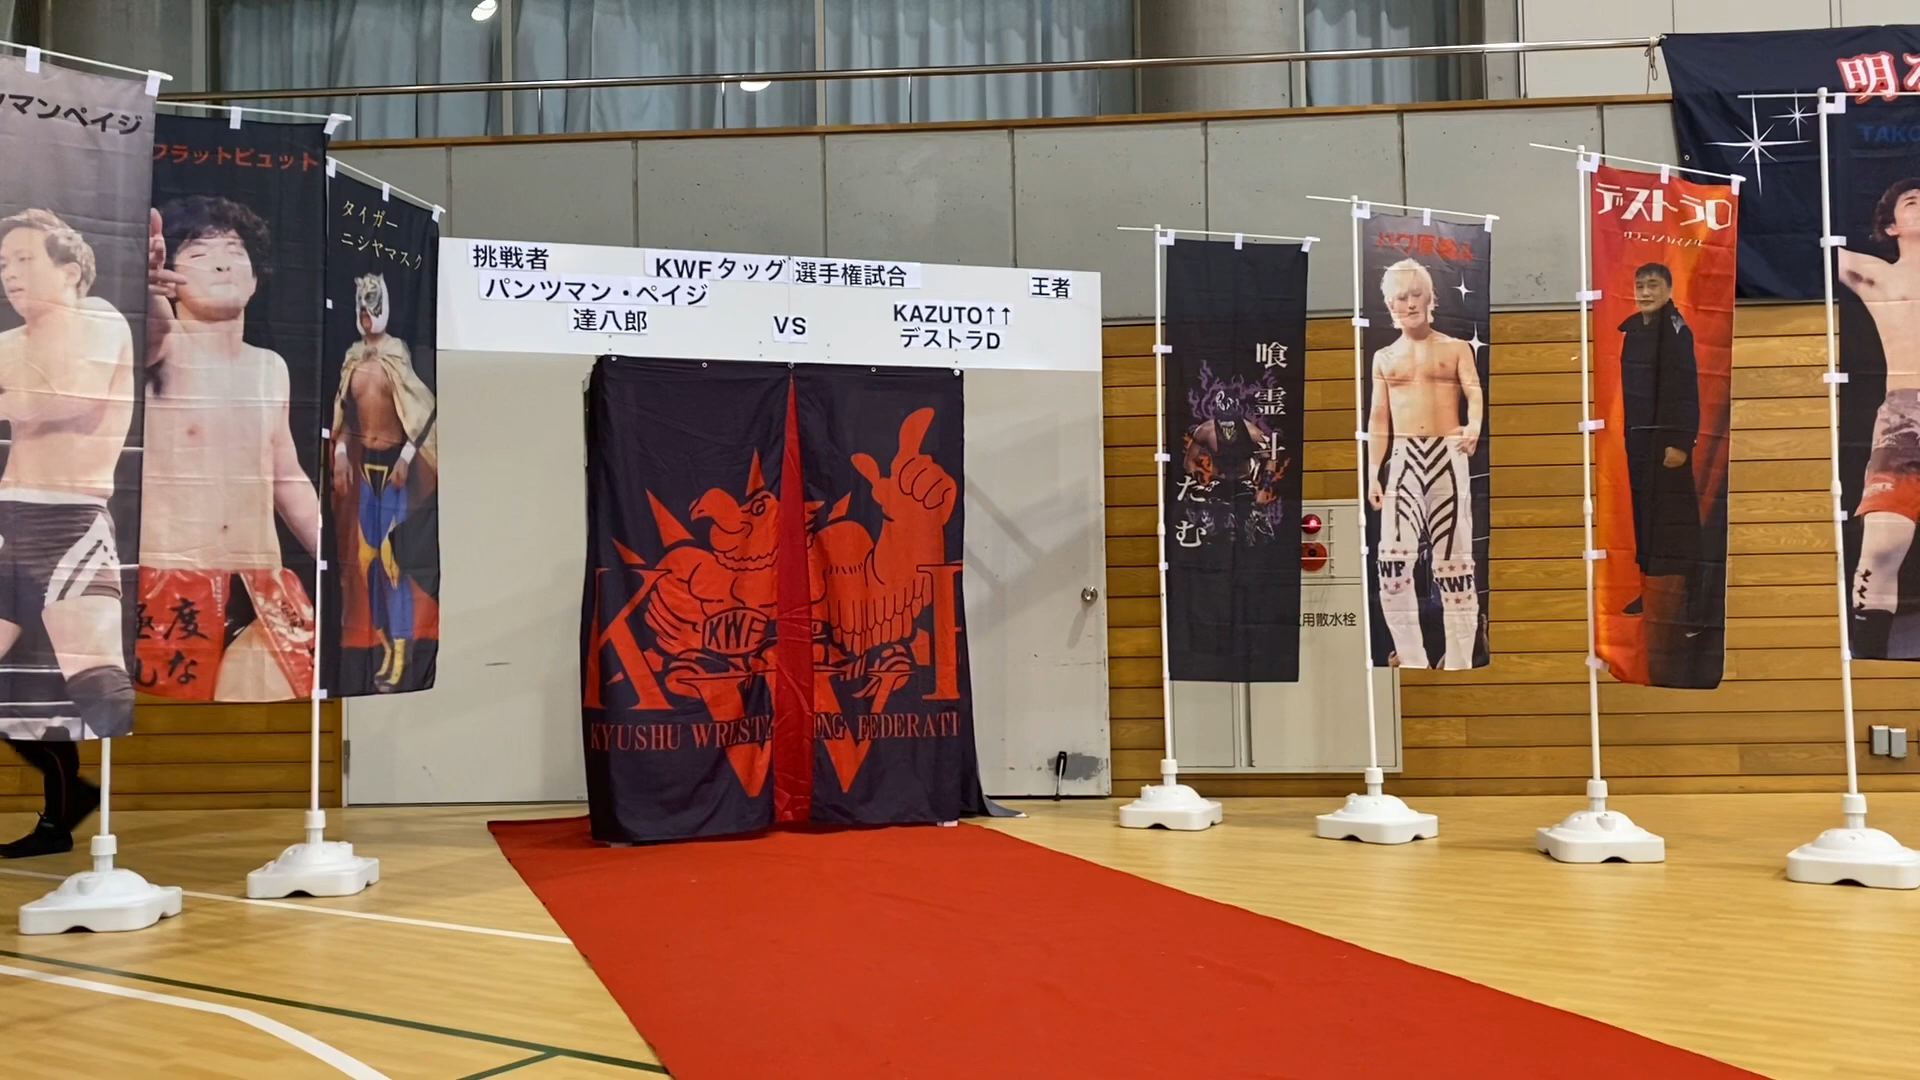 マンペイジ
フラットピュット
タイガー
ニシヤマスク
挑戦者
KWFタッグ選手権試合
王者
パンツマン・ペイジ
達八郎
VS
KAZUTO↑↑
デストラD
KWF
KYUSHU WRESTLING FEDERATI
喰霊斗
たむ
KWF
KWF
デストラD
明
TAKO
用散水栓
度
な